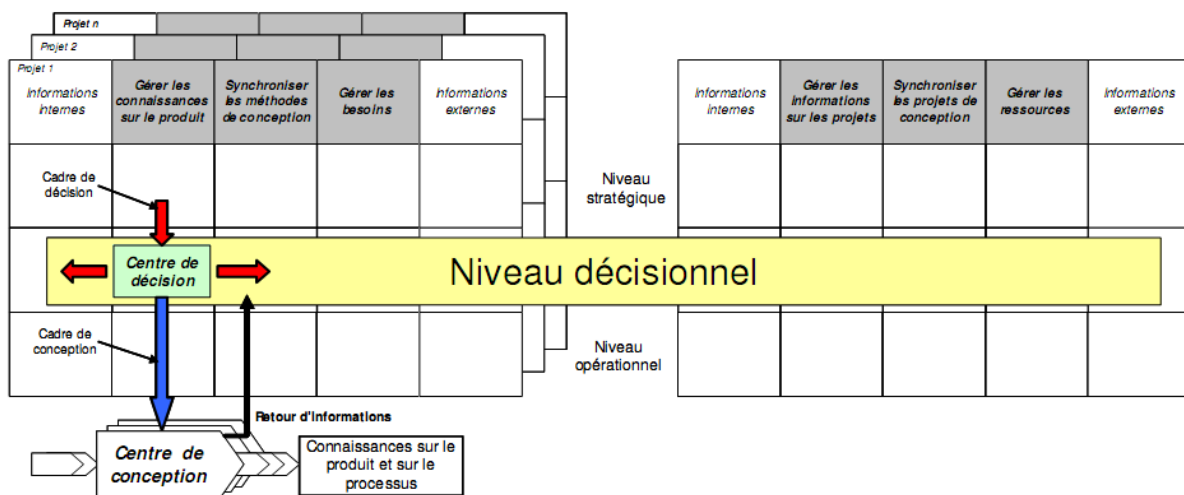 Projet n
Projet 2
Projet 1
Informations
internes
Gérer les
connaissances
sur le produit
Synchroniser
les méthodes
de conception
Gérer les
besoins
Informations
externes
Informations
internes
Gérer les
informations
sur les projets
Synchroniser
les projets de
conception
Gérer les
ressources
Informations
externes
Cadre de
décision
Niveau
stratégique
Centre de
décision
Niveau décisionnel
Cadre de
conception
Niveau
opérationnel
Retour d'informations
Centre de
conception
Connaissances sur le
produit et sur le
processus